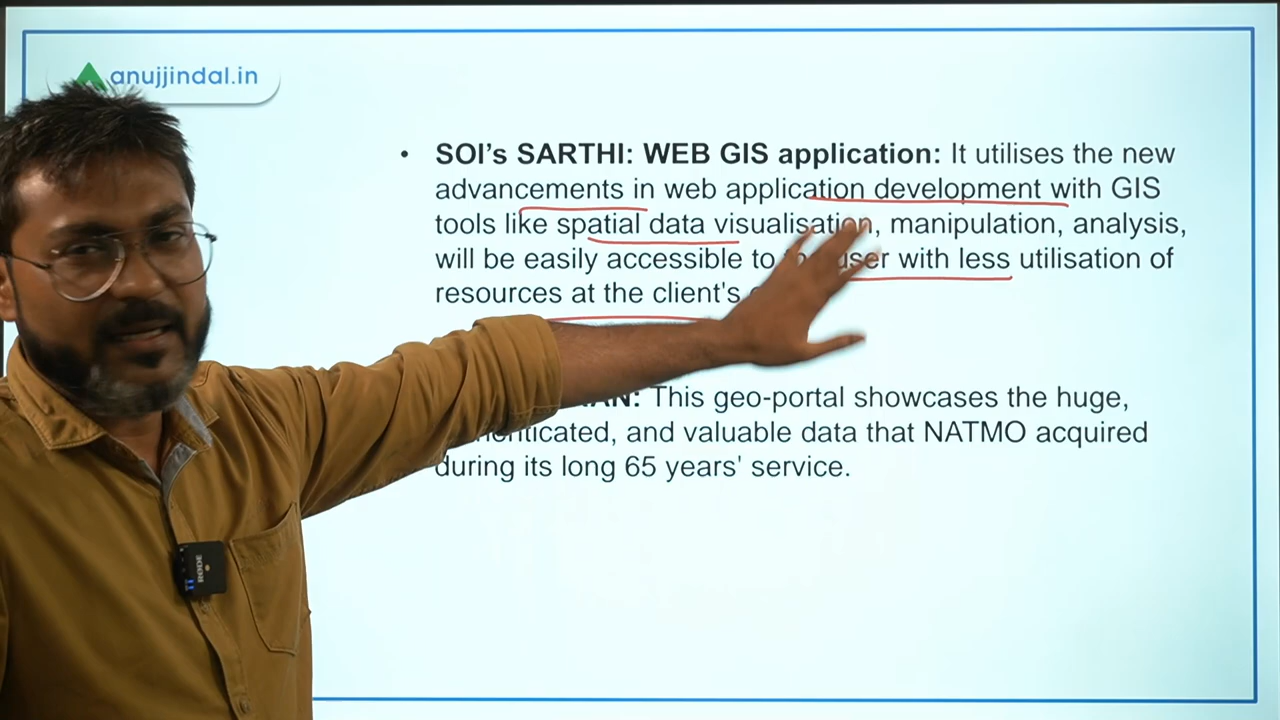 anujjindal.in
• SOI's SARTHI: WEB GIS application: It utilises the new
advancements in web application development with GIS
tools like spatial data visualisation, manipulation, analysis,
will be easily accessible to user with less utilisation of
resources at the client's
This geo-portal showcases the huge,
and valuable data that NATMO acquired
during its long 65 years' service.
RODE